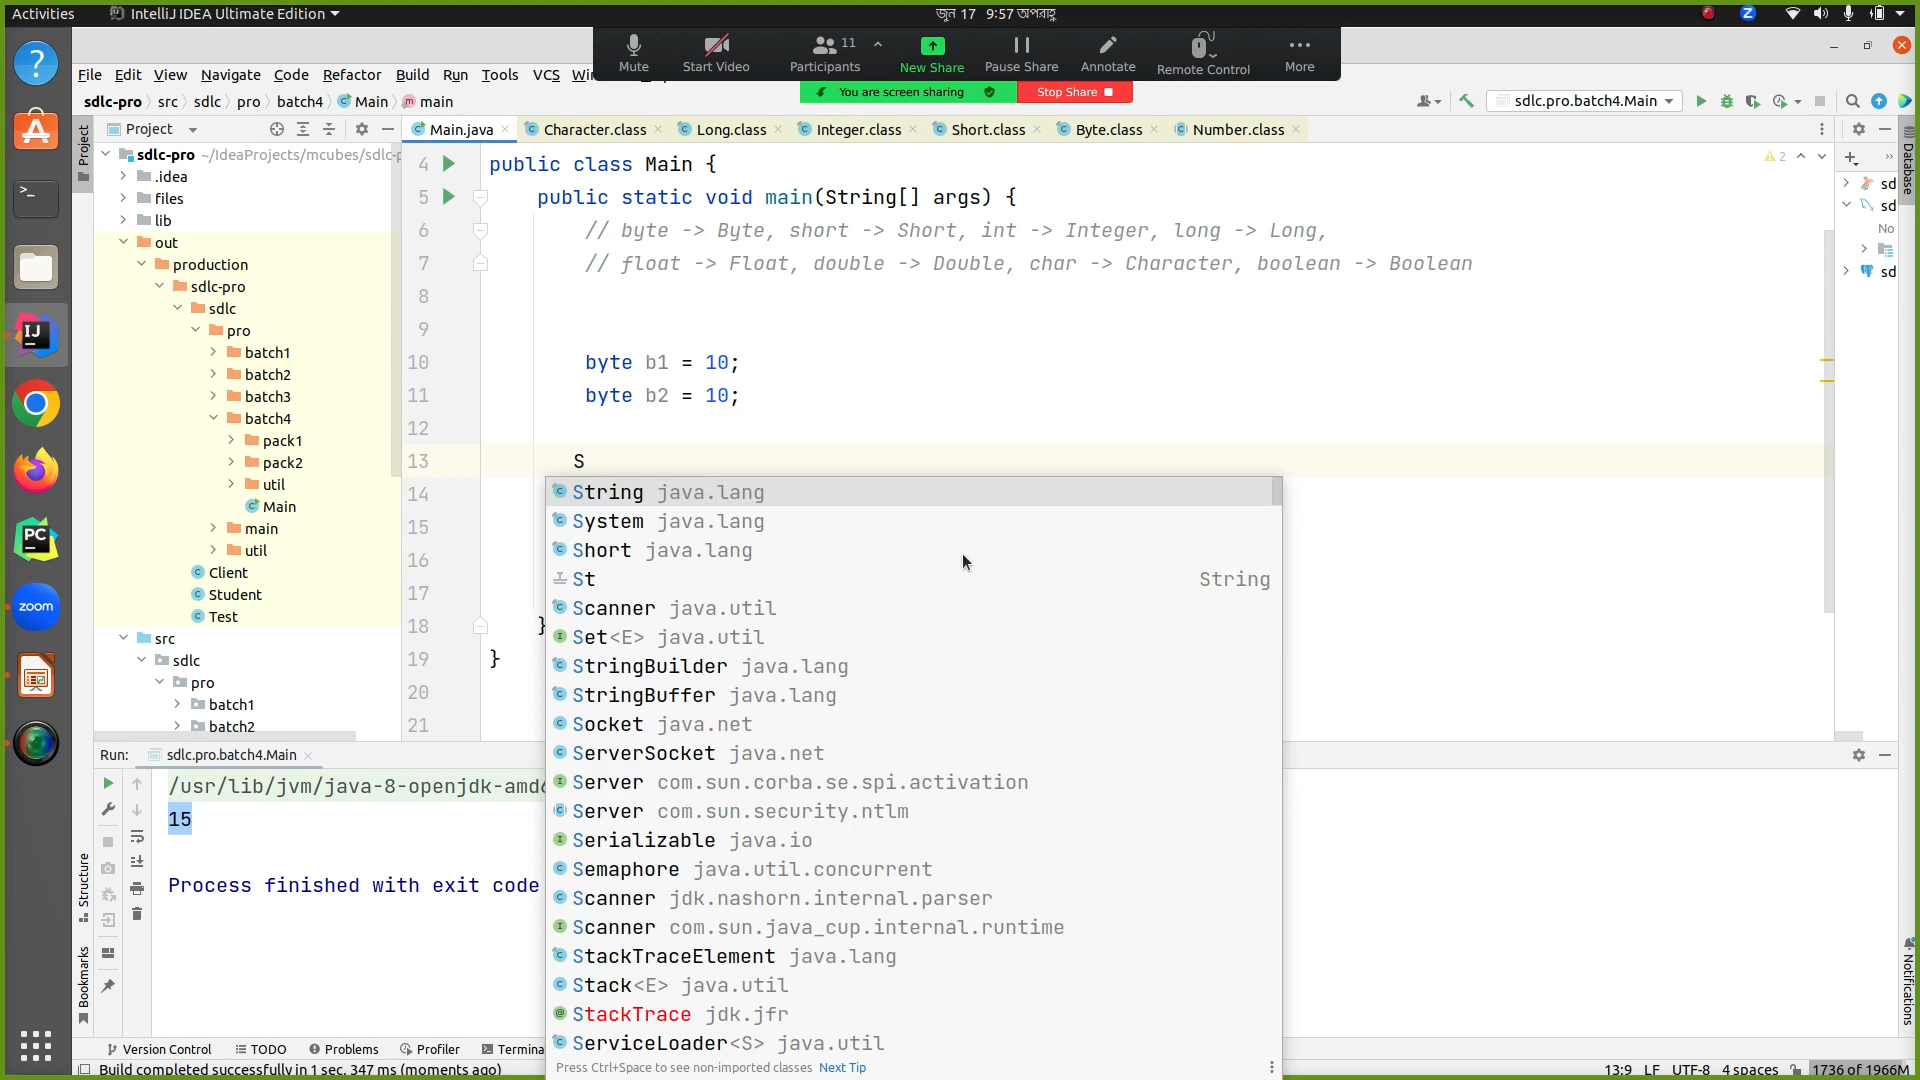 Activities
IntelliJ IDEA Ultimate Edition
জুন 17 9:57 অপরাহ্ণ
Mute
Start Video
Participants
11
New Share
Pause Share
Annotate
Remote Control
More
You are screen sharing
Stop Share
File Edit View Navigate Code Refactor Build Run Tools VCS
sdlc-pro src sdlc pro batch4 Main main
sdlc.pro.batch4.Main
Project
Main.java Character.class Long.class Integer.class Short.class Byte.class Number.class
sdlc-pro ~/IdeaProjects/mcubes/sdlc-p
.idea
files
lib
out
production
sdlc-pro
sdlc
pro
batch1
batch2
batch3
batch4
pack1
pack2
util
Main
main
util
Client
Student
Test
src
sdlc
pro
batch1
batch2
4 public class Main {
5 public static void main(String[] args) {
6 // byte -> Byte, short -> Short, int -> Integer, long -> Long,
7 // float -> Float, double -> Double, char -> Character, boolean -> Boolean
8
9
10 byte b1 = 10;
11 byte b2 = 10;
12
13 S
14
15
16
17
18 }
19 }
20
21
2
String java.lang
System java.lang
Short java.lang
St String
Scanner java.util
Set<E> java.util
StringBuilder java.lang
StringBuffer java.lang
Socket java.net
ServerSocket java.net
Server com.sun.corba.se.spi.activation
Server com.sun.security.ntlm
Serializable java.io
Semaphore java.util.concurrent
Scanner jdk.nashorn.internal.parser
Scanner com.sun.java_cup.internal.runtime
StackTraceElement java.lang
Stack<E> java.util
StackTrace jdk.jfr
ServiceLoader<S> java.util
Press Ctrl+Space to see non-imported classes Next Tip
Project
Structure
Bookmarks
Database
Notifications
sd
sd
No
sd
Run: sdlc.pro.batch4.Main
/usr/lib/jvm/java-8-openjdk-amd6
15
Process finished with exit code
Version Control TODO Problems Profiler Termina
Build completed successfully in 1 sec, 347 ms (moments ago)
13:9 LF UTF-8 4 spaces 1736 of 1966M
zoom